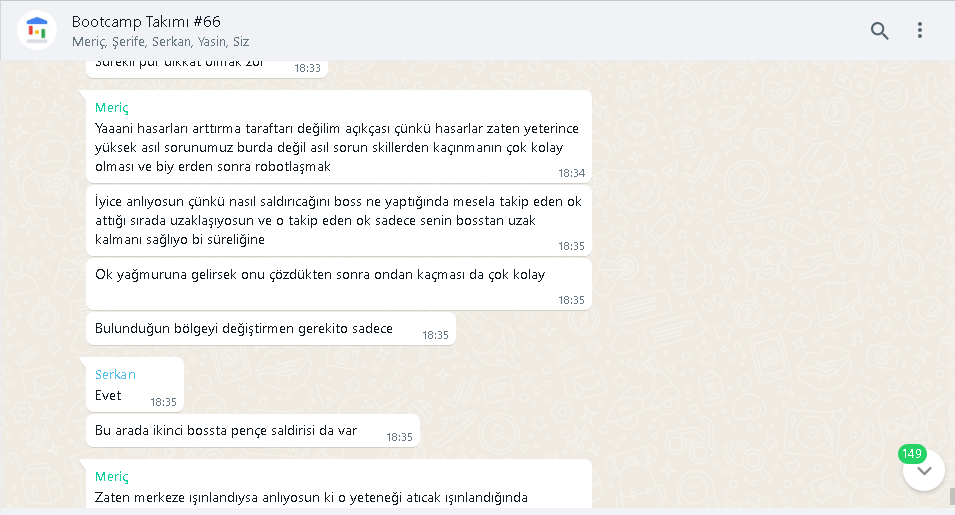 Bootcamp Takımı #66
Meriç, Şerife, Serkan, Yasin, Siz
Sürekli pür dikkat olmak zor
18:33
Meriç
Yaaani hasarları arttırma taraftarı değilim açıkçası çünkü hasarlar zaten yeterince
yüksek asıl sorunumuz burda değil asıl sorun skillerden kaçınmanın çok kolay
olması ve biy erden sonra robotlaşmak
18:34
İyice anlıyosun çünkü nasıl saldırıcağını boss ne yaptığında mesela takip eden ok
attığı sırada uzaklaşıyosun ve o takip eden ok sadece senin bosstan uzak
kalmanı sağlıyo bi süreliğine
18:35
Ok yağmuruna gelirsek onu çözdükten sonra ondan kaçması da çok kolay
18:35
Bulunduğun bölgeyi değiştirmen gerekito sadece
18:35
Serkan
Evet
18:35
Bu arada ikinci bossta pençe saldirisi da var
18:35
149
Meriç
Zaten merkeze ışınlandıysa anlıyosun ki o yeteneği atıcak ışınlandığında